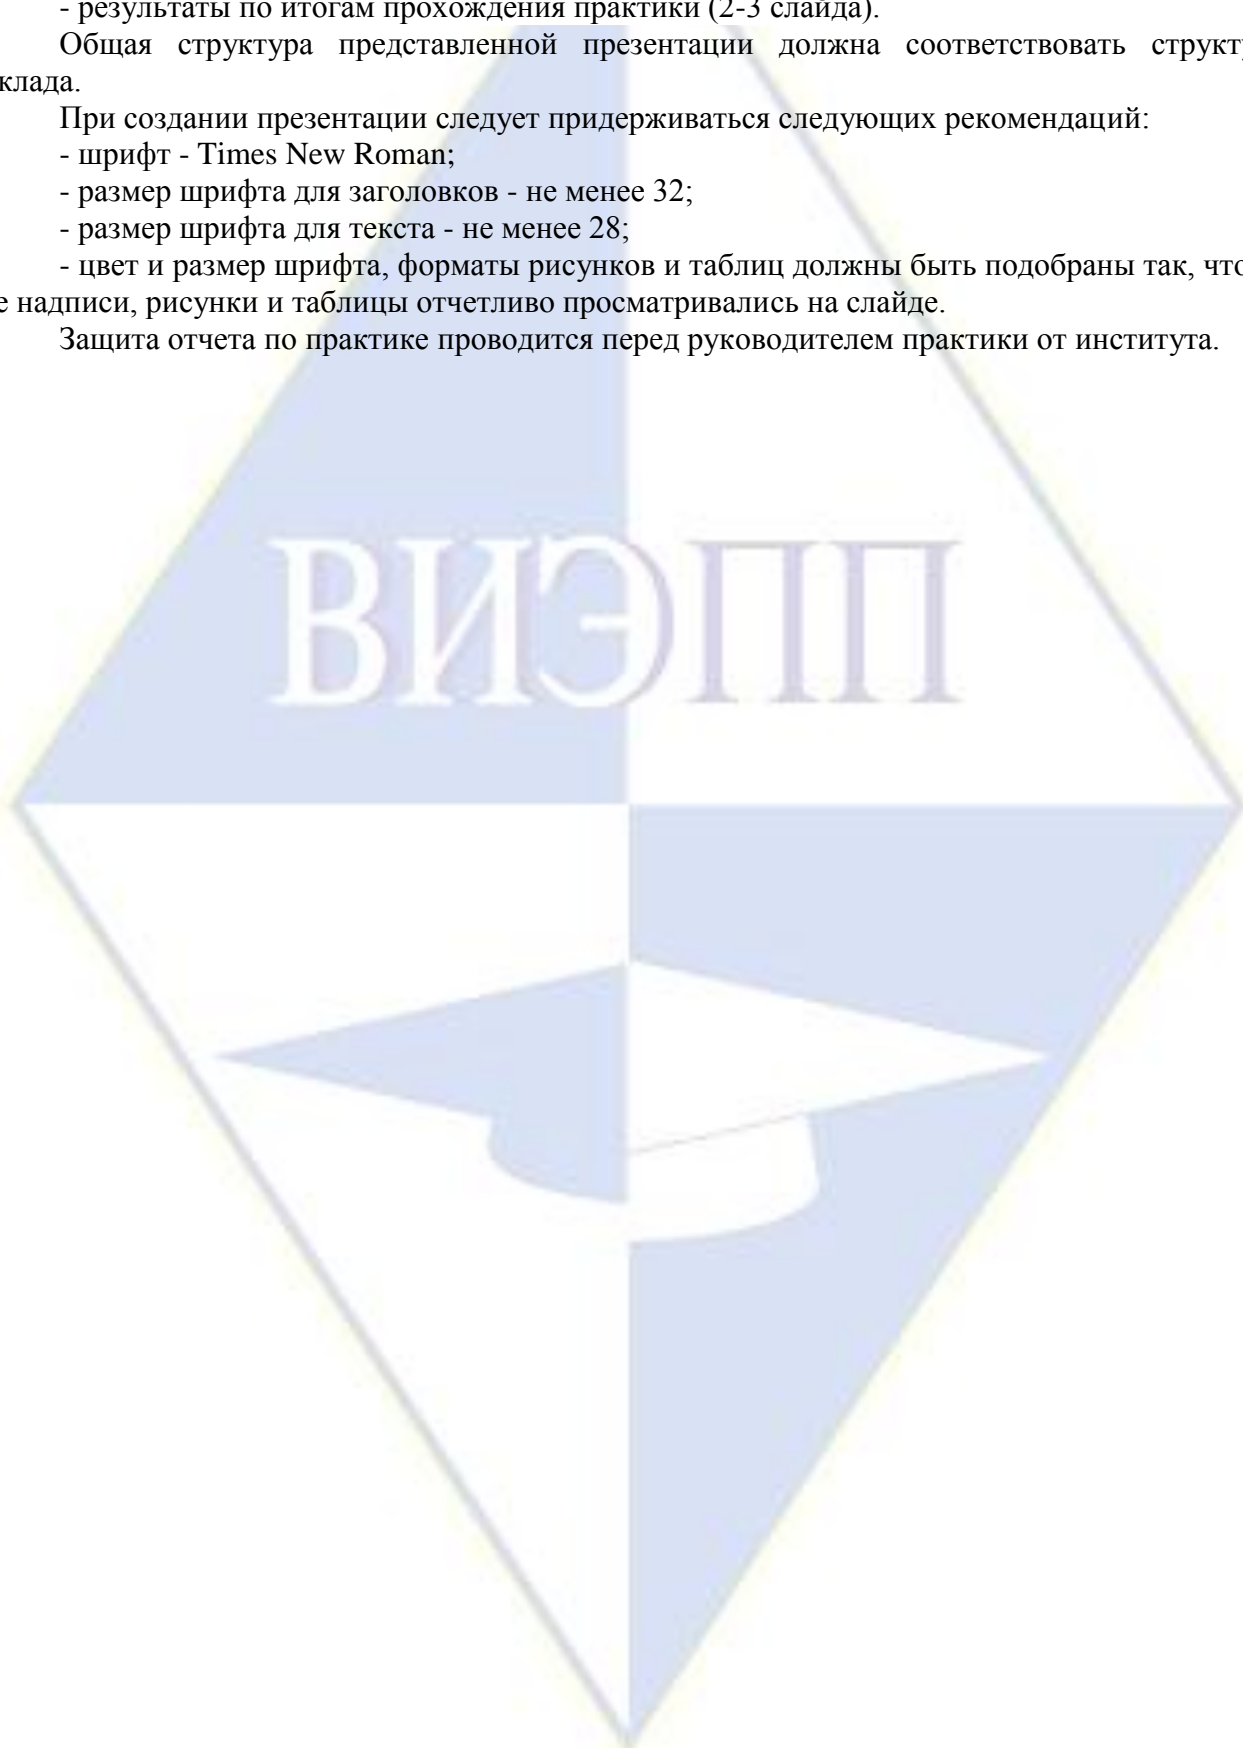 - результаты по итогам прохождения практики (2-3 слайда).
Общая структура представленной презентации должна соответствовать структу
клада.
При создании презентации следует придерживаться следующих рекомендаций:
- шрифт - Times New Roman;
- размер шрифта для заголовков - не менее 32;
- размер шрифта для текста - не менее 28;
- цвет и размер шрифта, форматы рисунков и таблиц должны быть подобраны так, что
е надписи, рисунки и таблицы отчетливо просматривались на слайде.
Защита отчета по практике проводится перед руководителем практики от института.
ВИЭПП